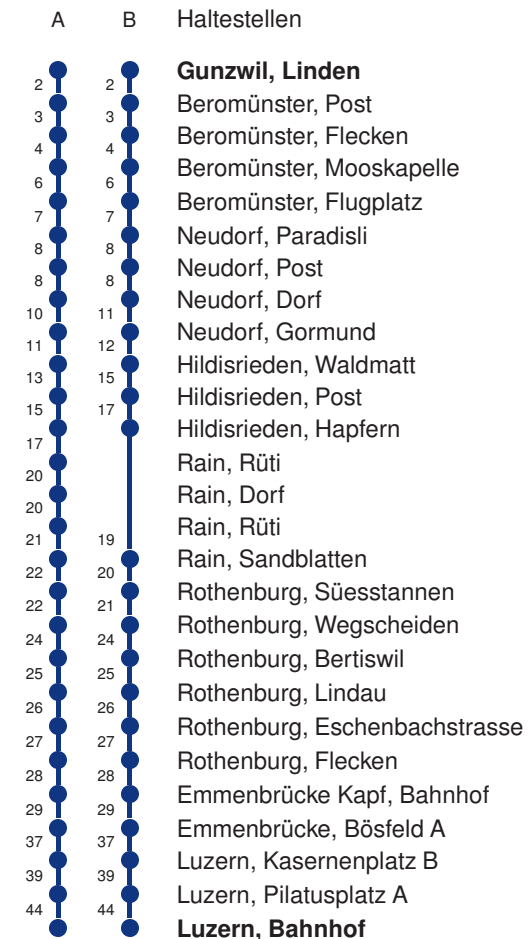 A B Haltestellen
Gunzwil, Linden
2 2
Beromünster, Post
3 3
Beromünster, Flecken
4 4
Beromünster, Mooskapelle
6 6
Beromünster, Flugplatz
7 7
Neudorf, Paradisli
8 8
Neudorf, Post
8 8
Neudorf, Dorf
10 11
Neudorf, Gormund
11 12
Hildisrieden, Waldmatt
13 15
Hildisrieden, Post
15 17
Hildisrieden, Hapfern
17
Rain, Rüti
20
Rain, Dorf
20
Rain, Rüti
21 19
Rain, Sandblatten
22 20
Rothenburg, Süesstannen
22 21
Rothenburg, Wegscheiden
24 24
Rothenburg, Bertiswil
25 25
Rothenburg, Lindau
26 26
Rothenburg, Eschenbachstrasse
27 27
Rothenburg, Flecken
28 28
Emmenbrücke Kapf, Bahnhof
29 29
Emmenbrücke, Bösfeld A
37 37
Luzern, Kasernenplatz B
39 39
Luzern, Pilatusplatz A
44 44
Luzern, Bahnhof